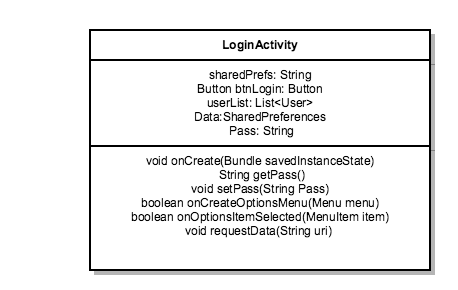 LoginActivity
sharedPrefs: String
Button btnLogin: Button
userList: List<User>
Data:SharedPreferences
Pass: String
void onCreate(Bundle savedInstanceState)
String getPass()
void setPass(String Pass)
boolean onCreateOptionsMenu(Menu menu)
boolean onOptionsItemSelected(MenuItem item)
void requestData(String uri)